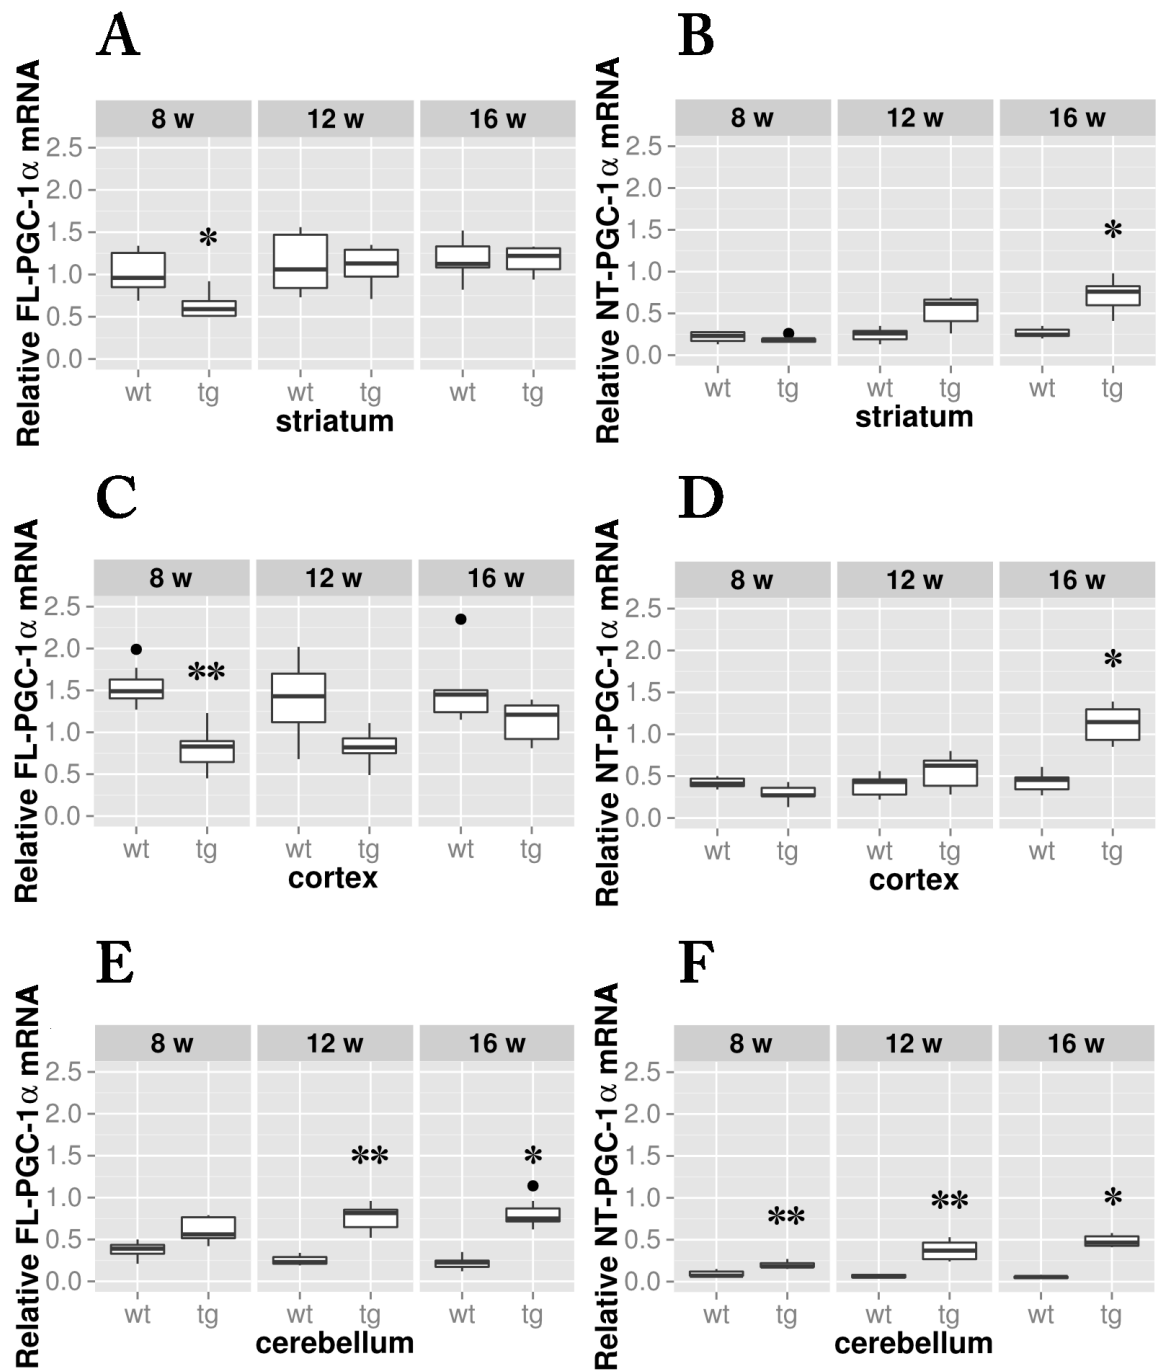 A
Relative FL-PGC-1α mRNA
8 w 12 w 16 w
2.5
2.0
1.5
1.0
0.5
0.0
*
wt tg wt tg wt tg
striatum
B
Relative NT-PGC-1α mRNA
8 w 12 w 16 w
2.5
2.0
1.5
1.0
0.5
0.0
*
wt tg wt tg wt tg
striatum
C
Relative FL-PGC-1α mRNA
8 w 12 w 16 w
2.5
2.0
1.5
1.0
0.5
0.0
**
wt tg wt tg wt tg
cortex
D
Relative NT-PGC-1α mRNA
8 w 12 w 16 w
2.5
2.0
1.5
1.0
0.5
0.0
*
wt tg wt tg wt tg
cortex
E
Relative FL-PGC-1α mRNA
8 w 12 w 16 w
2.5
2.0
1.5
1.0
0.5
0.0
** *
wt tg wt tg wt tg
cerebellum
F
Relative NT-PGC-1α mRNA
8 w 12 w 16 w
2.5
2.0
1.5
1.0
0.5
0.0
** ** *
wt tg wt tg wt tg
cerebellum